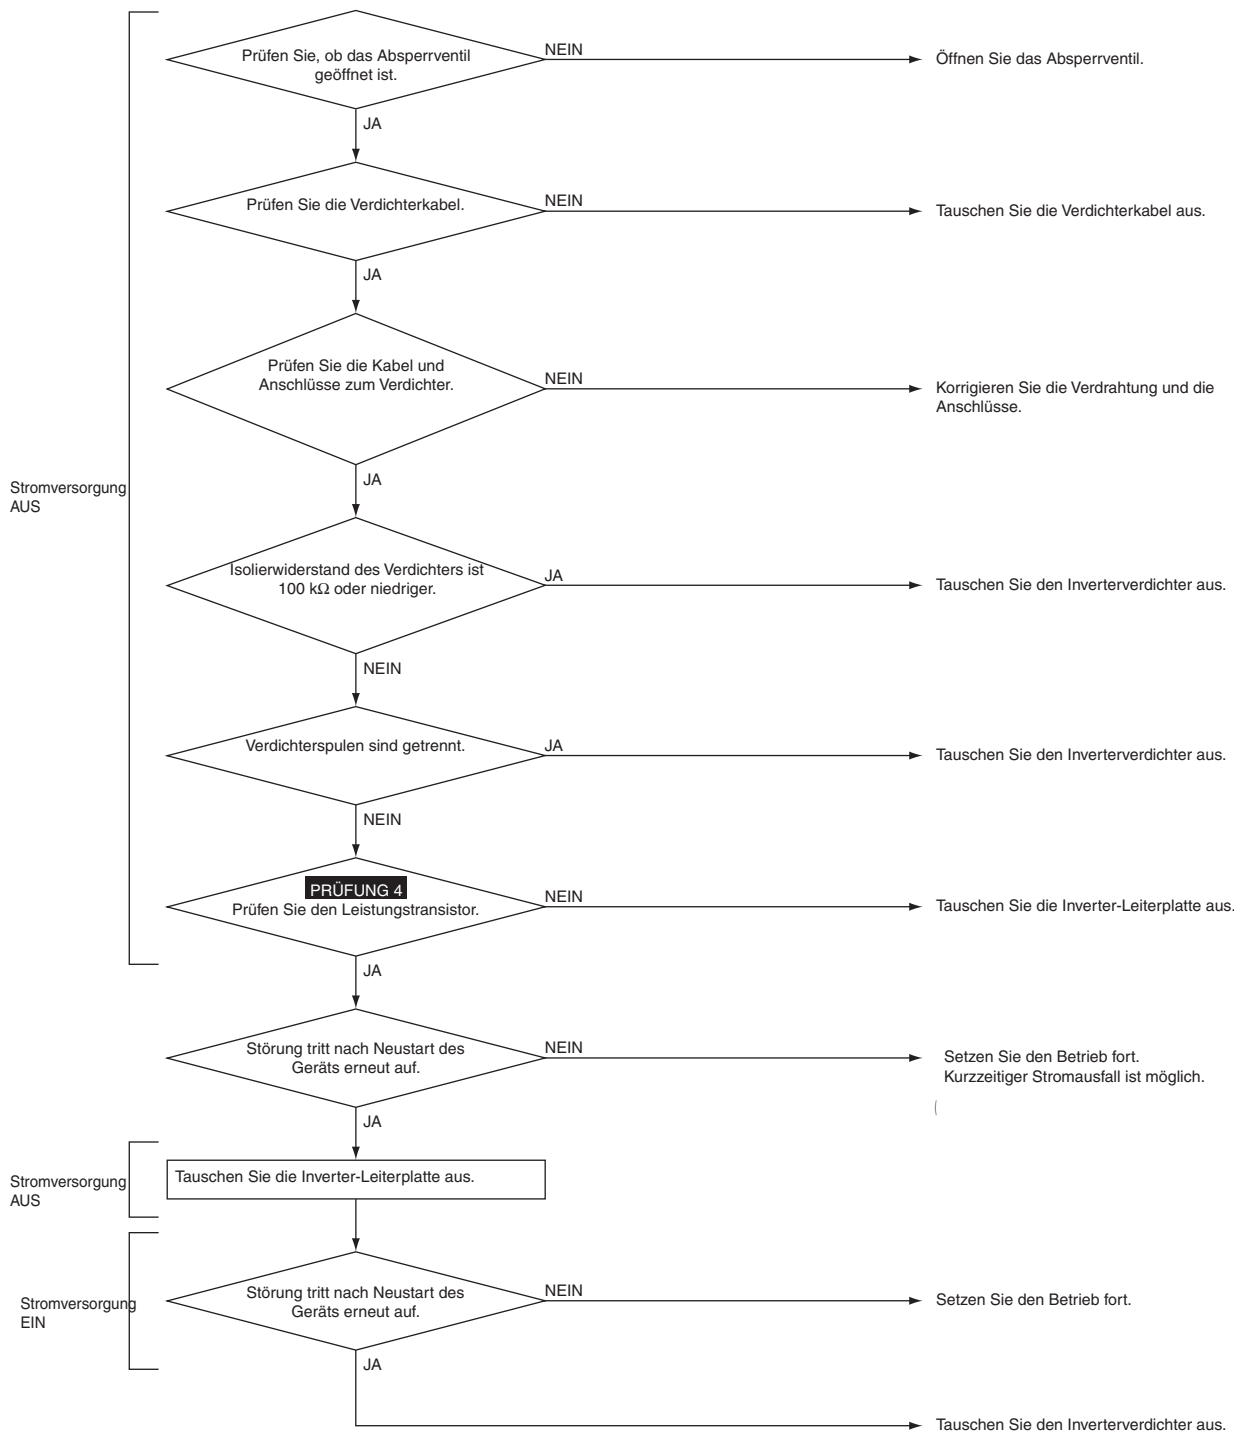 Prüfen Sie, ob das Absperrventil
geöffnet ist.
NEIN
Öffnen Sie das Absperrventil.
JA
Prüfen Sie die Verdichterkabel.
NEIN
Tauschen Sie die Verdichterkabel aus.
JA
Prüfen Sie die Kabel und
Anschlüsse zum Verdichter.
NEIN
Korrigieren Sie die Verdrahtung und die
Anschlüsse.
JA
Stromversorgung
AUS
Isolierwiderstand des Verdichters ist
100 kΩ oder niedriger.
JA
Tauschen Sie den Inverterverdichter aus.
NEIN
Verdichterspulen sind getrennt.
JA
Tauschen Sie den Inverterverdichter aus.
NEIN
PRÜFUNG 4
Prüfen Sie den Leistungstransistor.
NEIN
Tauschen Sie die Inverter-Leiterplatte aus.
JA
Störung tritt nach Neustart des
Geräts erneut auf.
NEIN
Setzen Sie den Betrieb fort.
Kurzzeitiger Stromausfall ist möglich.
(
JA
Stromversorgung
AUS
Tauschen Sie die Inverter-Leiterplatte aus.
Stromversorgung
EIN
Störung tritt nach Neustart des
Geräts erneut auf.
NEIN
Setzen Sie den Betrieb fort.
JA
Tauschen Sie den Inverterverdichter aus.